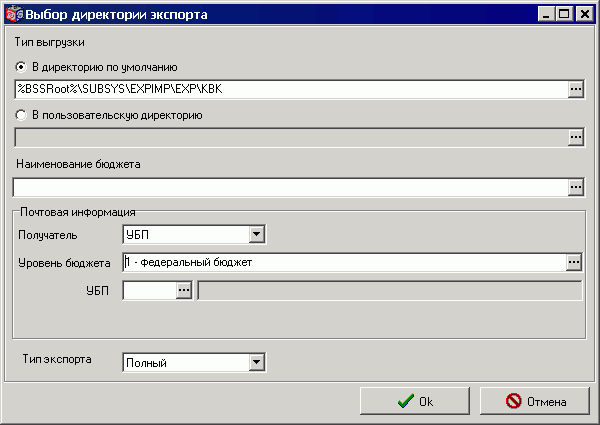 Выбор директории экспорта
Тип выгрузки
В директорию по умолчанию
%BSSRoot%\SUBSYS\EXPIMP\EXP\KBK
...
В пользовательскую директорию
...
Наименование бюджета
...
Почтовая информация
Получатель УБП
Уровень бюджета 1 - федеральный бюджет ...
УБП ...
Тип экспорта Полный
Ok Отмена